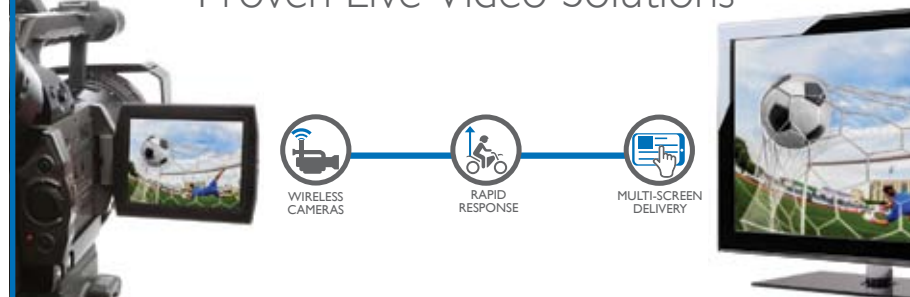 Proven Live Video Solutions
WIRELESS
CAMERAS
RAPID
RESPONSE
MULTI-SCREEN
DELIVERY